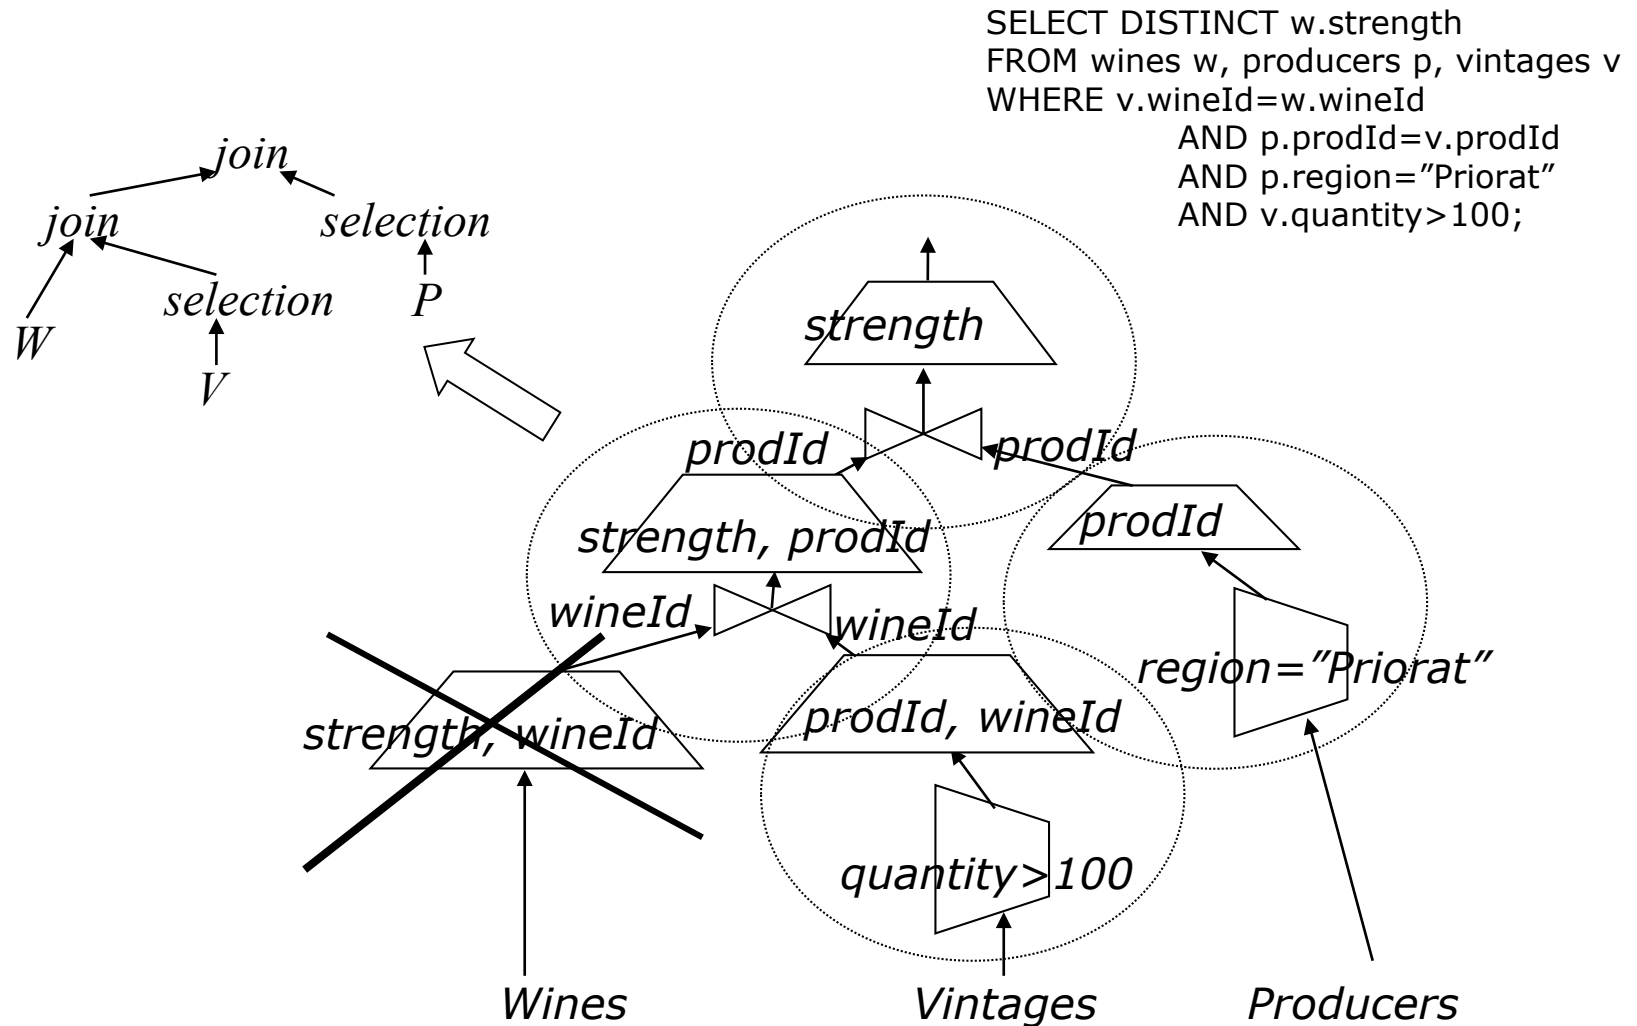 SELECT DISTINCT w.strength
FROM wines w, producers p, vintages v
WHERE v.wineId=w.wineId
AND p.prodId=v.prodId
AND p.region=”Priorat”
AND v.quantity>100;
join
join
selection
selection
P
W
V
strength
prodId
prodId
strength, prodId
prodId
wineId
wineId
region=”Priorat”
strength, wineId
prodId, wineId
quantity>100
Wines
Vintages
Producers